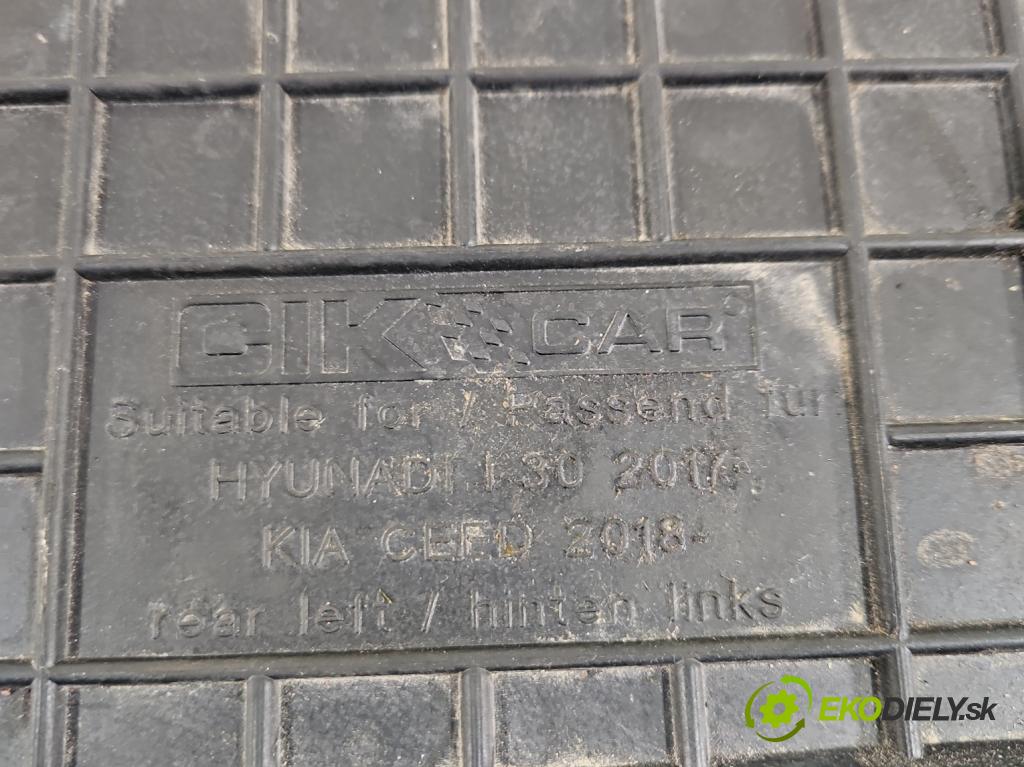 CIK CAR
Suitable for / Passend für
HYUNADI I 30 2017-,
KIA CEED 2018-
rear left / hinten links
EKODIELY.sk